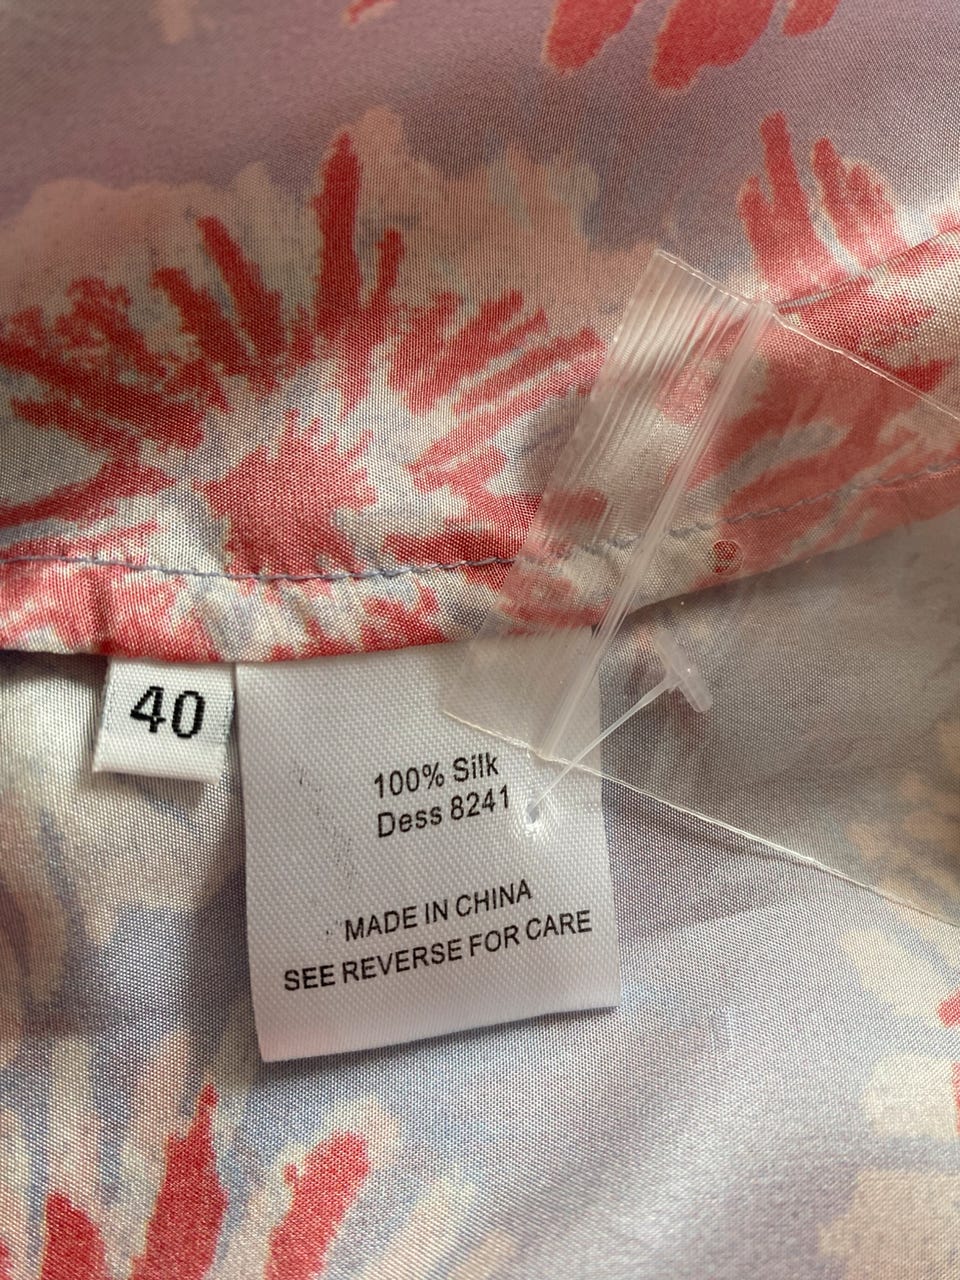 40
100% Silk
Dess 8241
MADE IN CHINA
SEE REVERSE FOR CARE